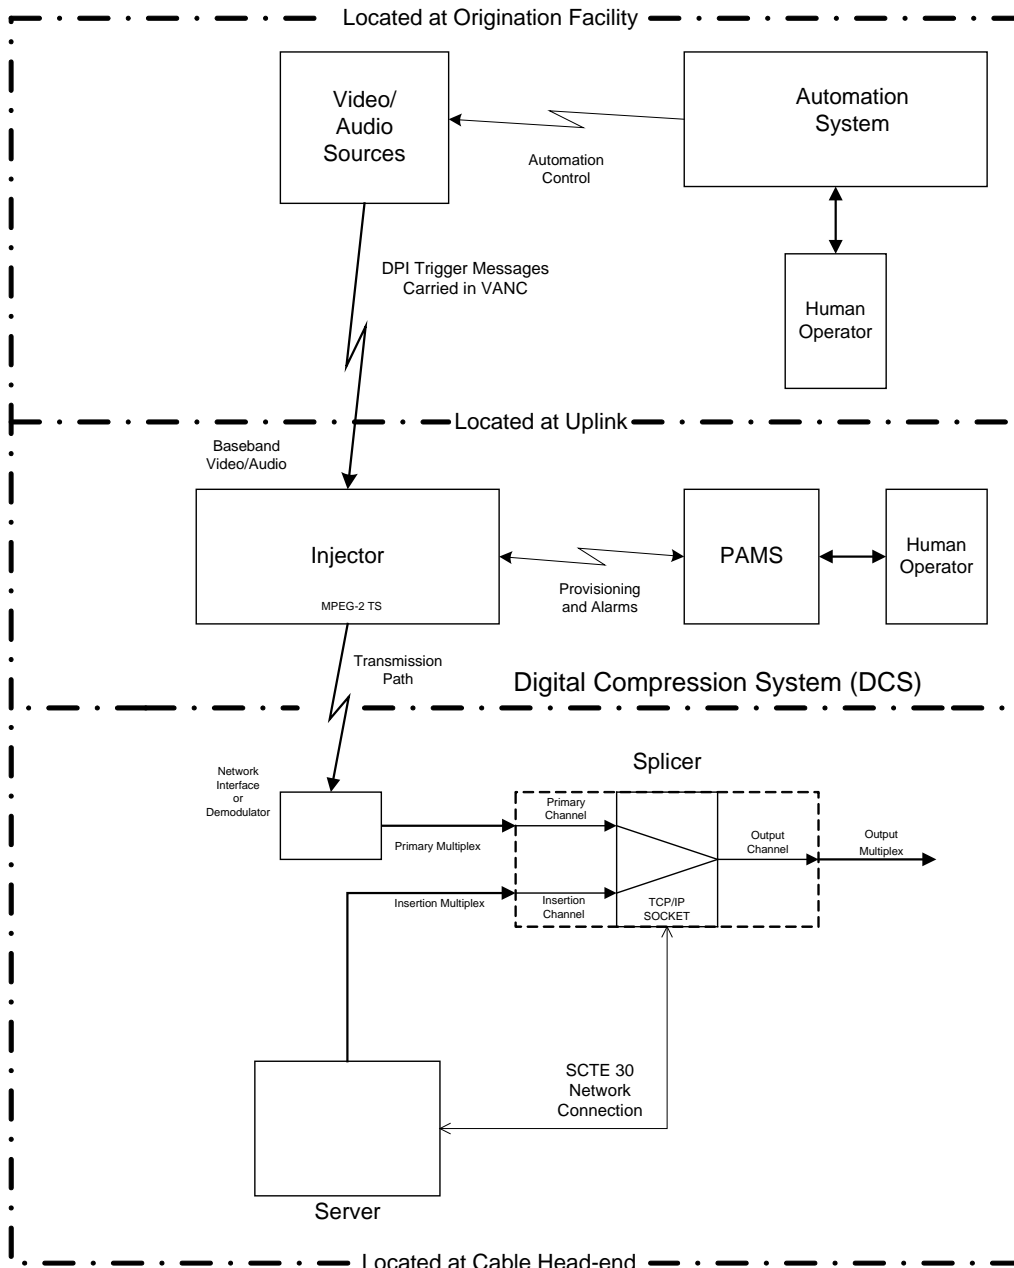 Located at Origination Facility
Video/
Audio
Sources
Automation
System
Automation
Control
DPI Trigger Messages
Carried in VANC
Human
Operator
Located at Uplink
Baseband
Video/Audio
Injector
MPEG-2 TS
Provisioning
and Alarms
PAMS
Human
Operator
Transmission
Path
Digital Compression System (DCS)
Splicer
Network
Interface
or
Demodulator
Primary Multiplex
Primary
Channel
Output
Channel
Output
Multiplex
Insertion Multiplex
Insertion
Channel
TCP/IP
SOCKET
SCTE 30
Network
Connection
Server
Located at Cable Head-end